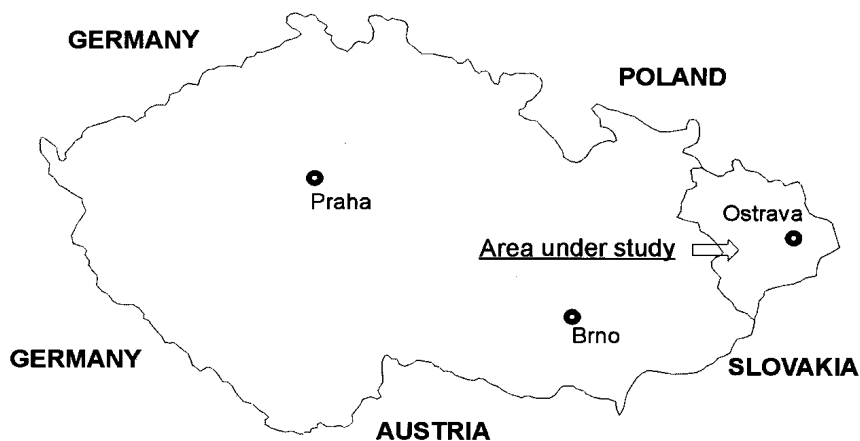 GERMANY
POLAND
Praha
Ostrava
Area under study
Brno
GERMANY
SLOVAKIA
AUSTRIA